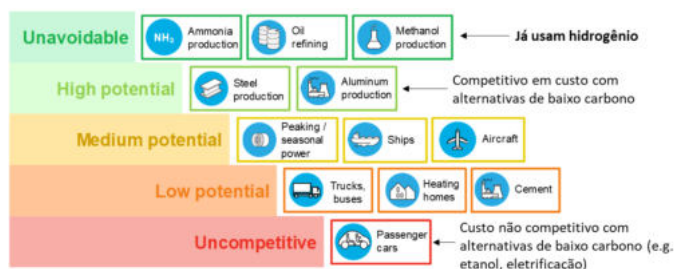 Unavoidable
NH₃
Ammonia
production
Oil
refining
Methanol
production
Já usam hidrogênio
High potential
Steel
production
Aluminum
production
Competitivo em custo com
alternativas de baixo carbono
Medium potential
Peaking /
seasonal
power
Ships
Aircraft
Low potential
Trucks,
buses
Heating
homes
Cement
Uncompetitive
Passenger
cars
Custo não competitivo com
alternativas de baixo carbono (e.g.
etanol, eletrificação)